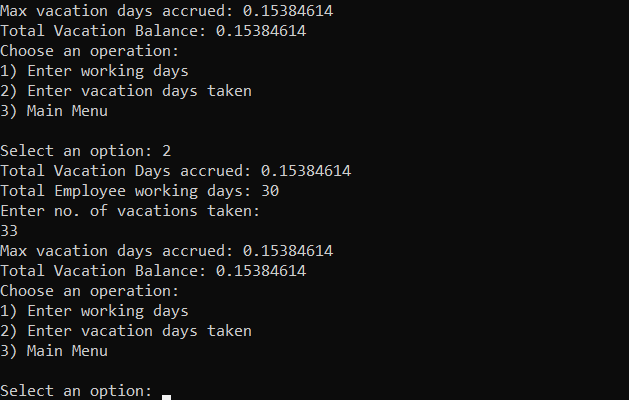 Max vacation days accrued: 0.15384614
Total Vacation Balance: 0.15384614
Choose an operation:
1) Enter working days
2) Enter vacation days taken
3) Main Menu

Select an option: 2
Total Vacation Days accrued: 0.15384614
Total Employee working days: 30
Enter no. of vacations taken:
33
Max vacation days accrued: 0.15384614
Total Vacation Balance: 0.15384614
Choose an operation:
1) Enter working days
2) Enter vacation days taken
3) Main Menu

Select an option: